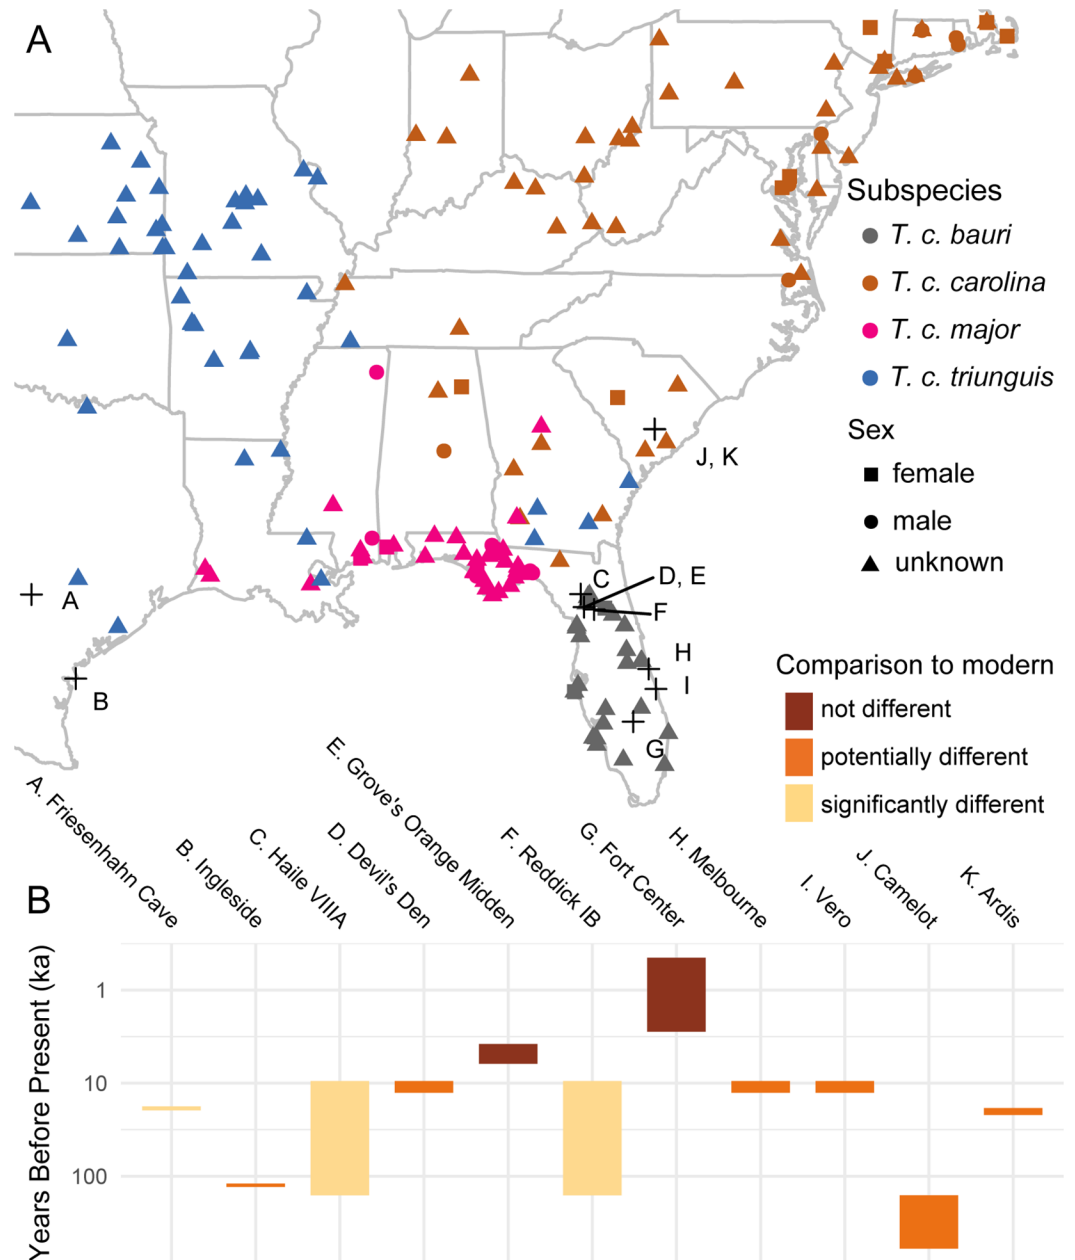 A
Subspecies
T. c. bauri
T. c. carolina
T. c. major
T. c. triunguis
Sex
female
male
unknown
J, K
C
D, E
F
A
H
I
B
G
Comparison to modern
not different
potentially different
significantly different
A. Friesenhahn Cave
B. Ingleside
C. Haile VIIIA
D. Devil's Den
E. Grove's Orange Midden
F. Reddick IB
G. Fort Center
H. Melbourne
I. Vero
J. Camelot
K. Ardis
B
Years Before Present (ka)
1
10
100